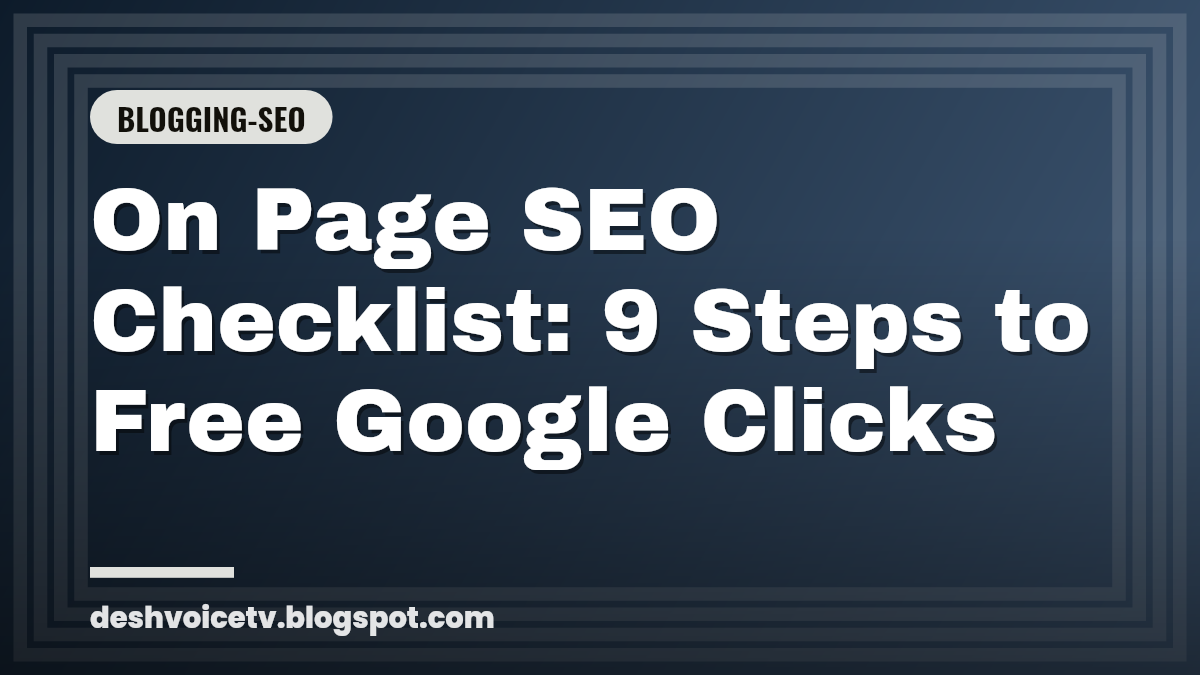 BLOGGING-SEO
On Page SEO
Checklist: 9 Steps to
Free Google Clicks
deshvoicetv.blogspot.com